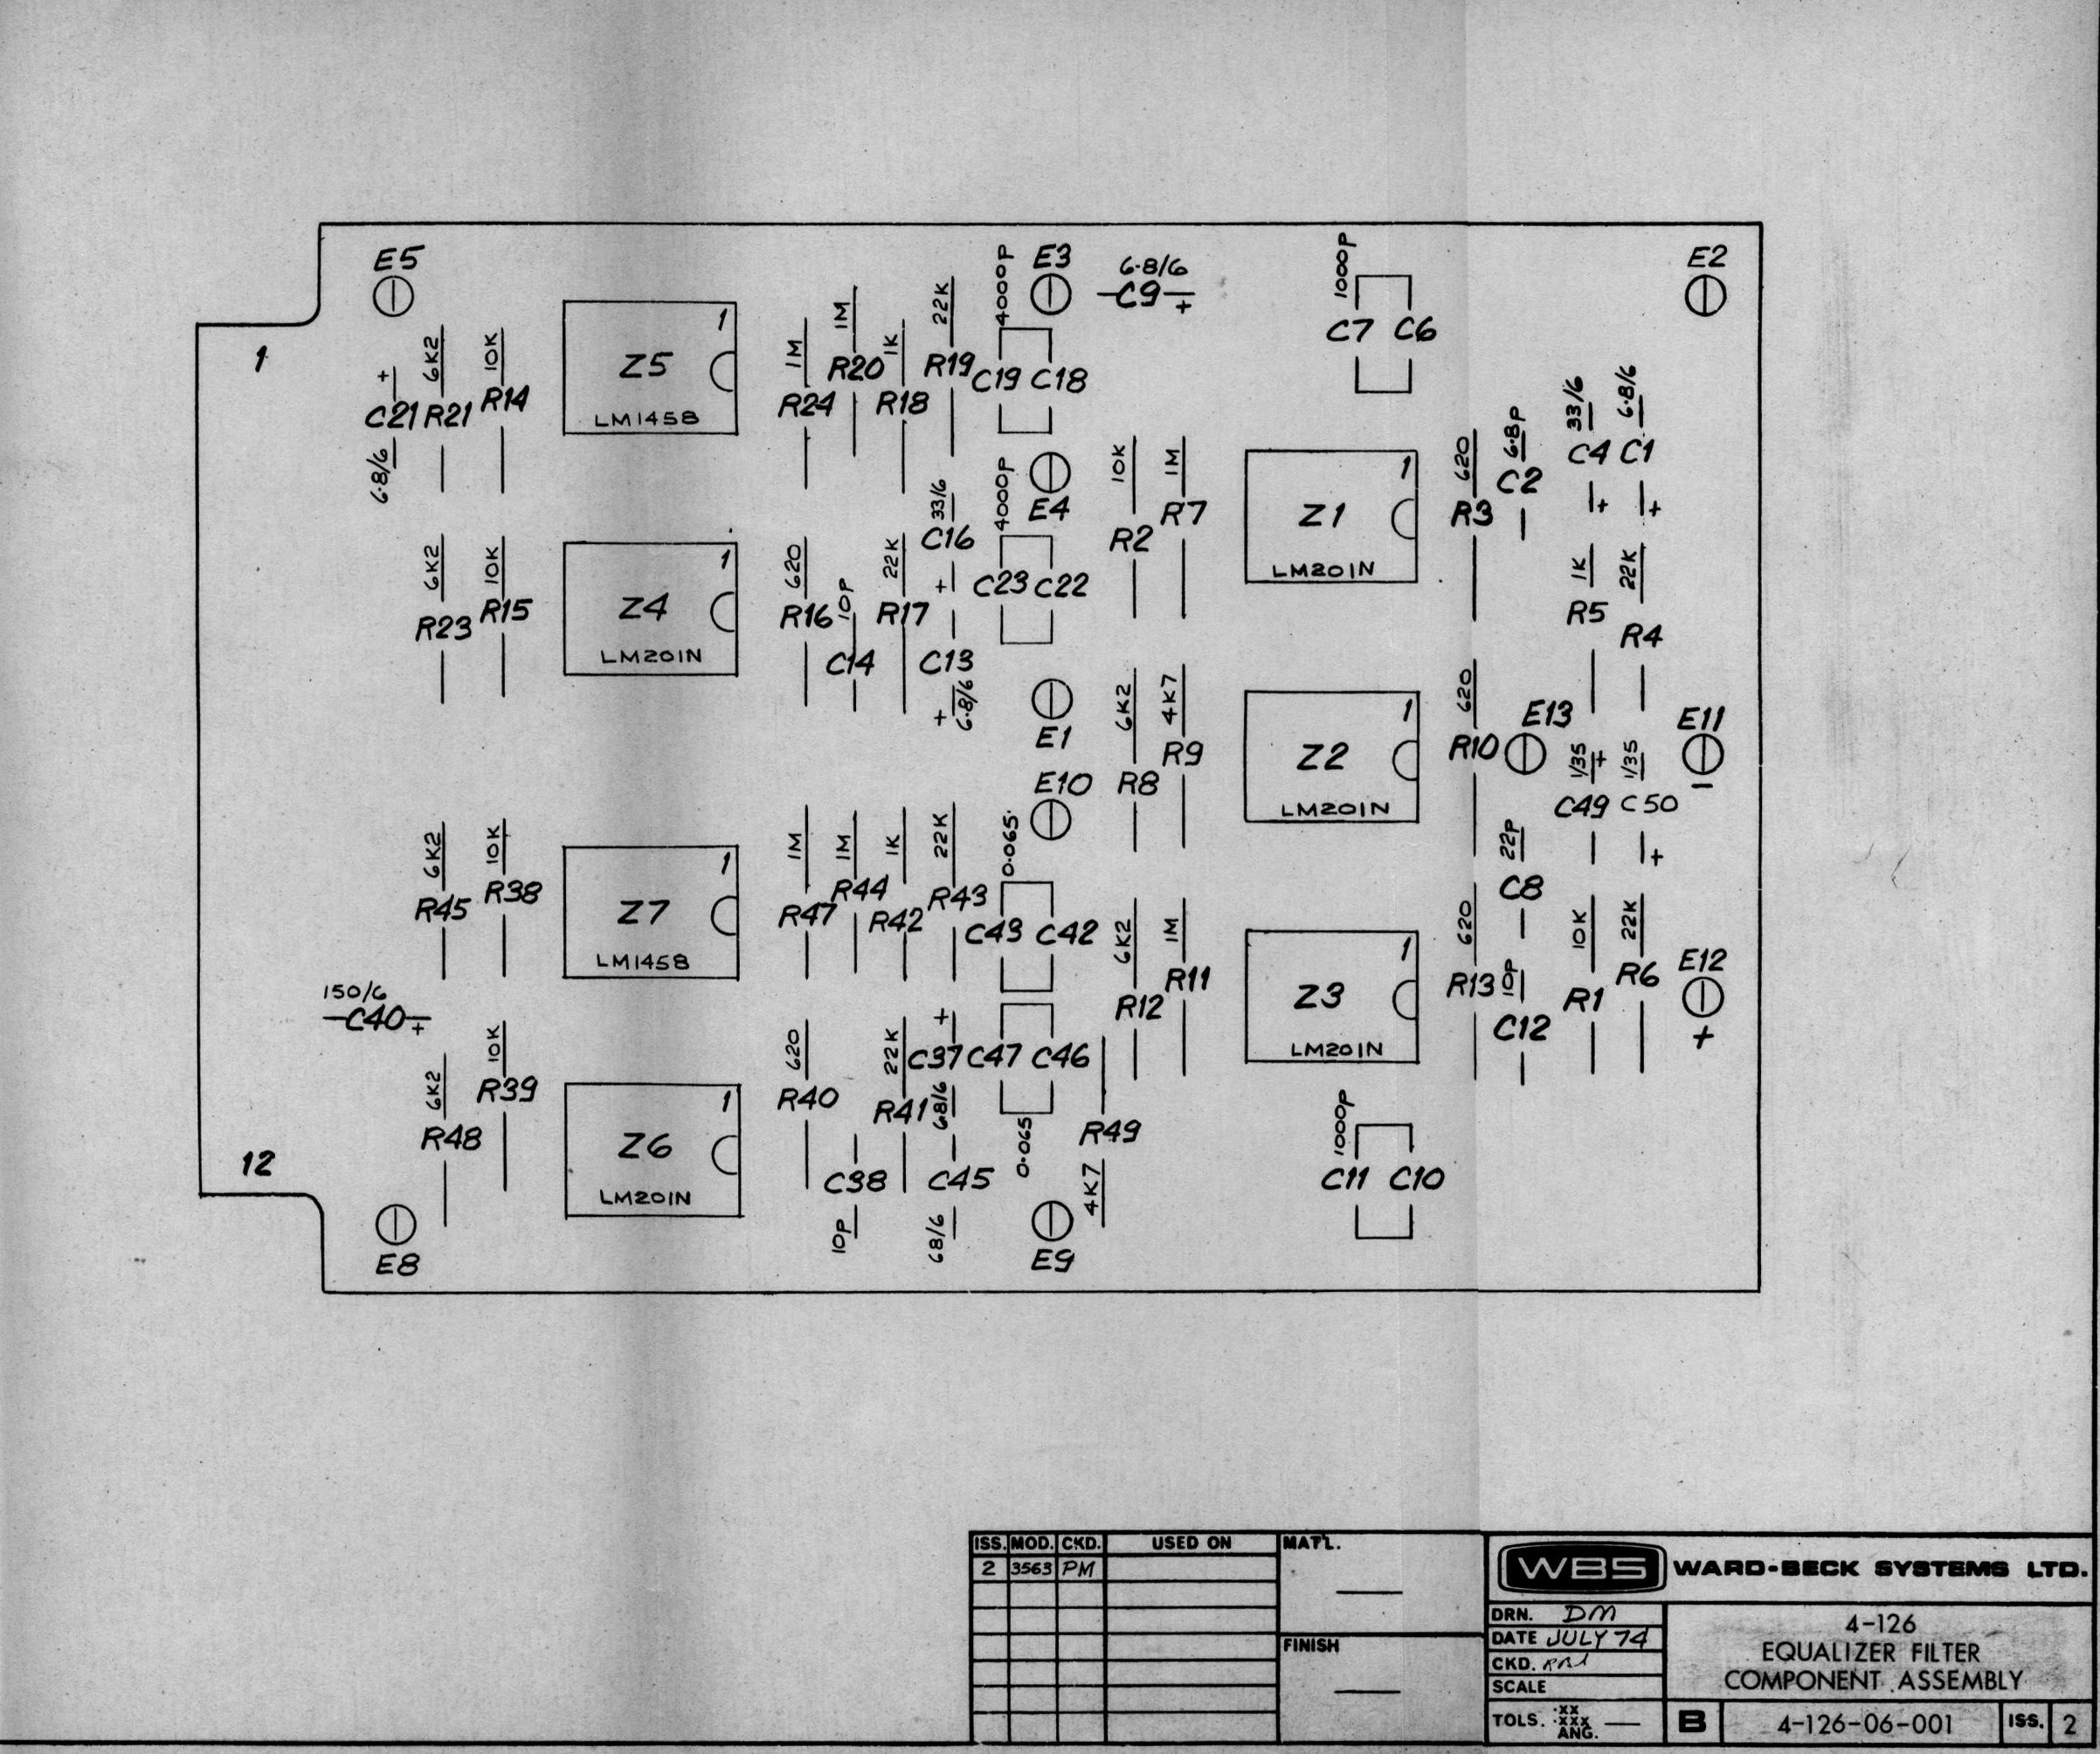 E5
E3
6.8/6
C9
+
E2
4000P
1000P
C7 C6
1
6K2
10K
Z5
1
LM1458
1M
1M
1K
22K
R20
R19
C19 C18
R24
R18
+
C21
R21
R14
6.8/6
33/6
6.8/6
620
6.8P
C4
C1
C2
+
+
R3
10K
1M
R7
R2
Z1
1
LM201N
4000P
E4
33/6
C16
+
C23 C22
6K2
10K
R23
R15
Z4
1
LM201N
620
10P
22K
R16
R17
C14
C13
+
6.8/6
1K
22K
R5
R4
E1
E10
6K2
4K7
R9
R8
Z2
1
LM201N
620
R10
E13
E11
-
1/35
+
1/35
C49
C50
+
6K2
10K
R45
R38
Z7
1
LM1458
1M
1M
1K
22K
R47
R44
R42
R43
0.065
C43 C42
6K2
1M
R11
R12
Z3
1
LM201N
620
22P
C8
R13
10P
C12
10K
22K
R1
R6
E12
+
150/6
C40
+
6K2
10K
R39
R48
12
E8
Z6
1
LM201N
620
22K
+
C37
C47
C46
R40
R41
68/6
C38
C45
10P
68/6
0.065
R49
4K7
E9
1000P
C11 C10
ISS. MOD. CKD. USED ON MAT'L.
2 3563 PM
FINISH
WBS WARD-BECK SYSTEMS LTD.
DRN. DM
DATE JULY 74
CKD.
SCALE
TOLS. .XX
.XXX
ANG.
4-126
EQUALIZER FILTER
COMPONENT ASSEMBLY
B 4-126-06-001 ISS. 2